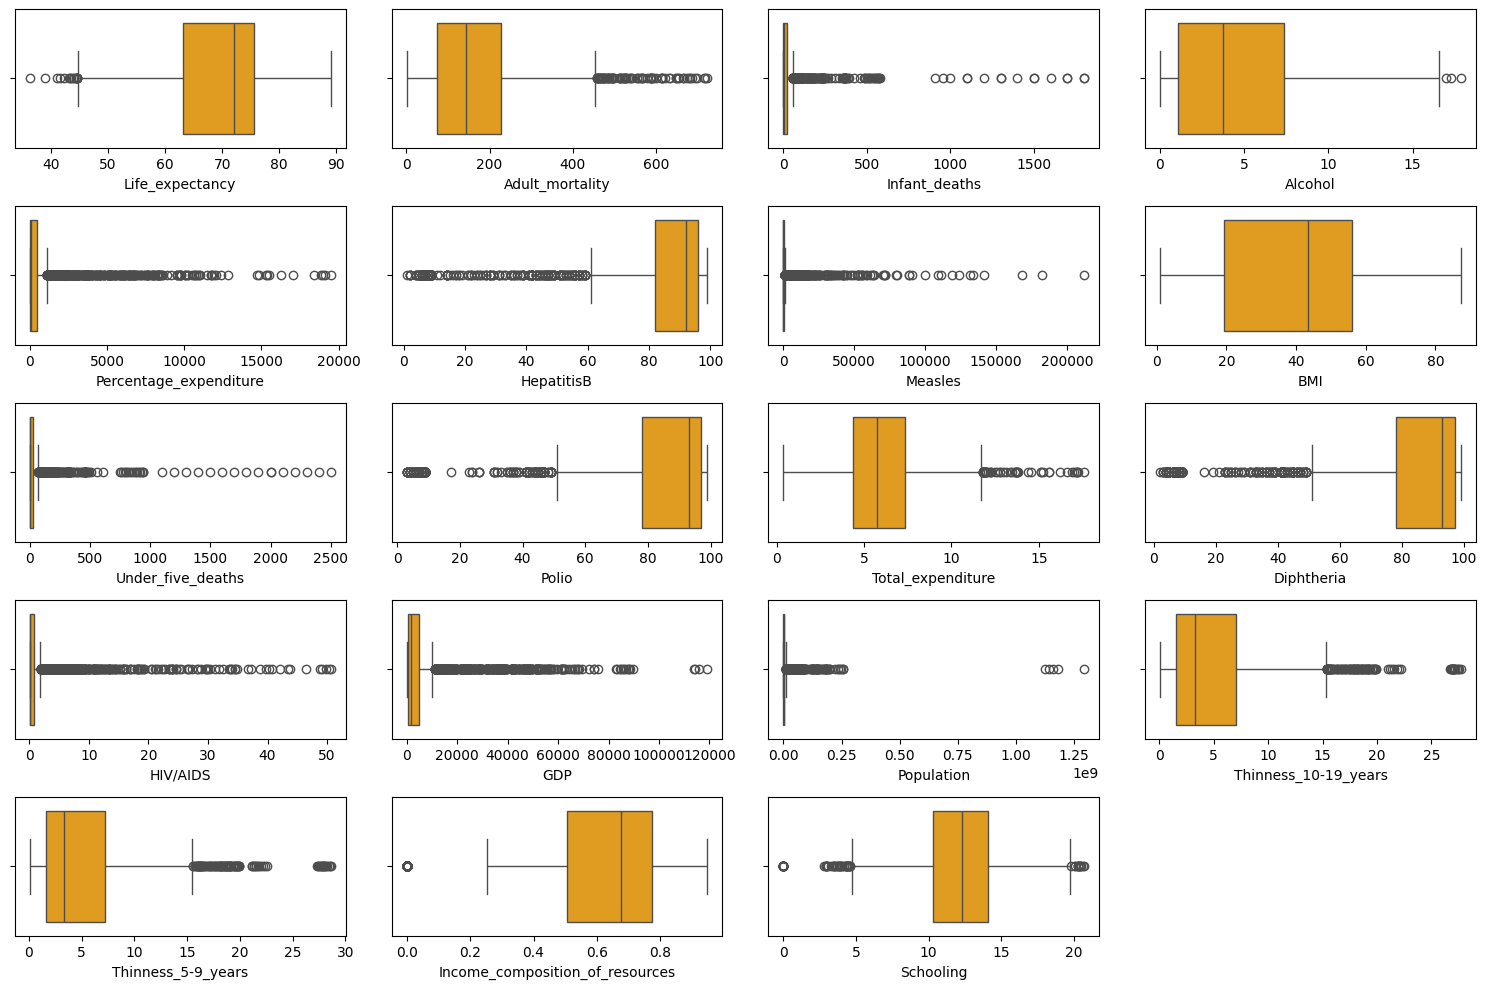 40 50 60 70 80 90
Life_expectancy
0 200 400 600
Adult_mortality
0 500 1000 1500
Infant_deaths
0 5 10 15
Alcohol
0 5000 10000 15000 20000
Percentage_expenditure
0 20 40 60 80 100
HepatitisB
0 50000 100000 150000 200000
Measles
0 20 40 60 80
BMI
0 500 1000 1500 2000 2500
Under_five_deaths
0 20 40 60 80 100
Polio
0 5 10 15
Total_expenditure
0 20 40 60 80 100
Diphtheria
0 10 20 30 40 50
HIV/AIDS
0 20000 40000 60000 80000 100000 120000
GDP
0.00 0.25 0.50 0.75 1.00 1.25
Population
1e9
0 5 10 15 20 25
Thinness_10-19_years
0 5 10 15 20 25 30
Thinness_5-9_years
0.0 0.2 0.4 0.6 0.8
Income_composition_of_resources
0 5 10 15 20
Schooling